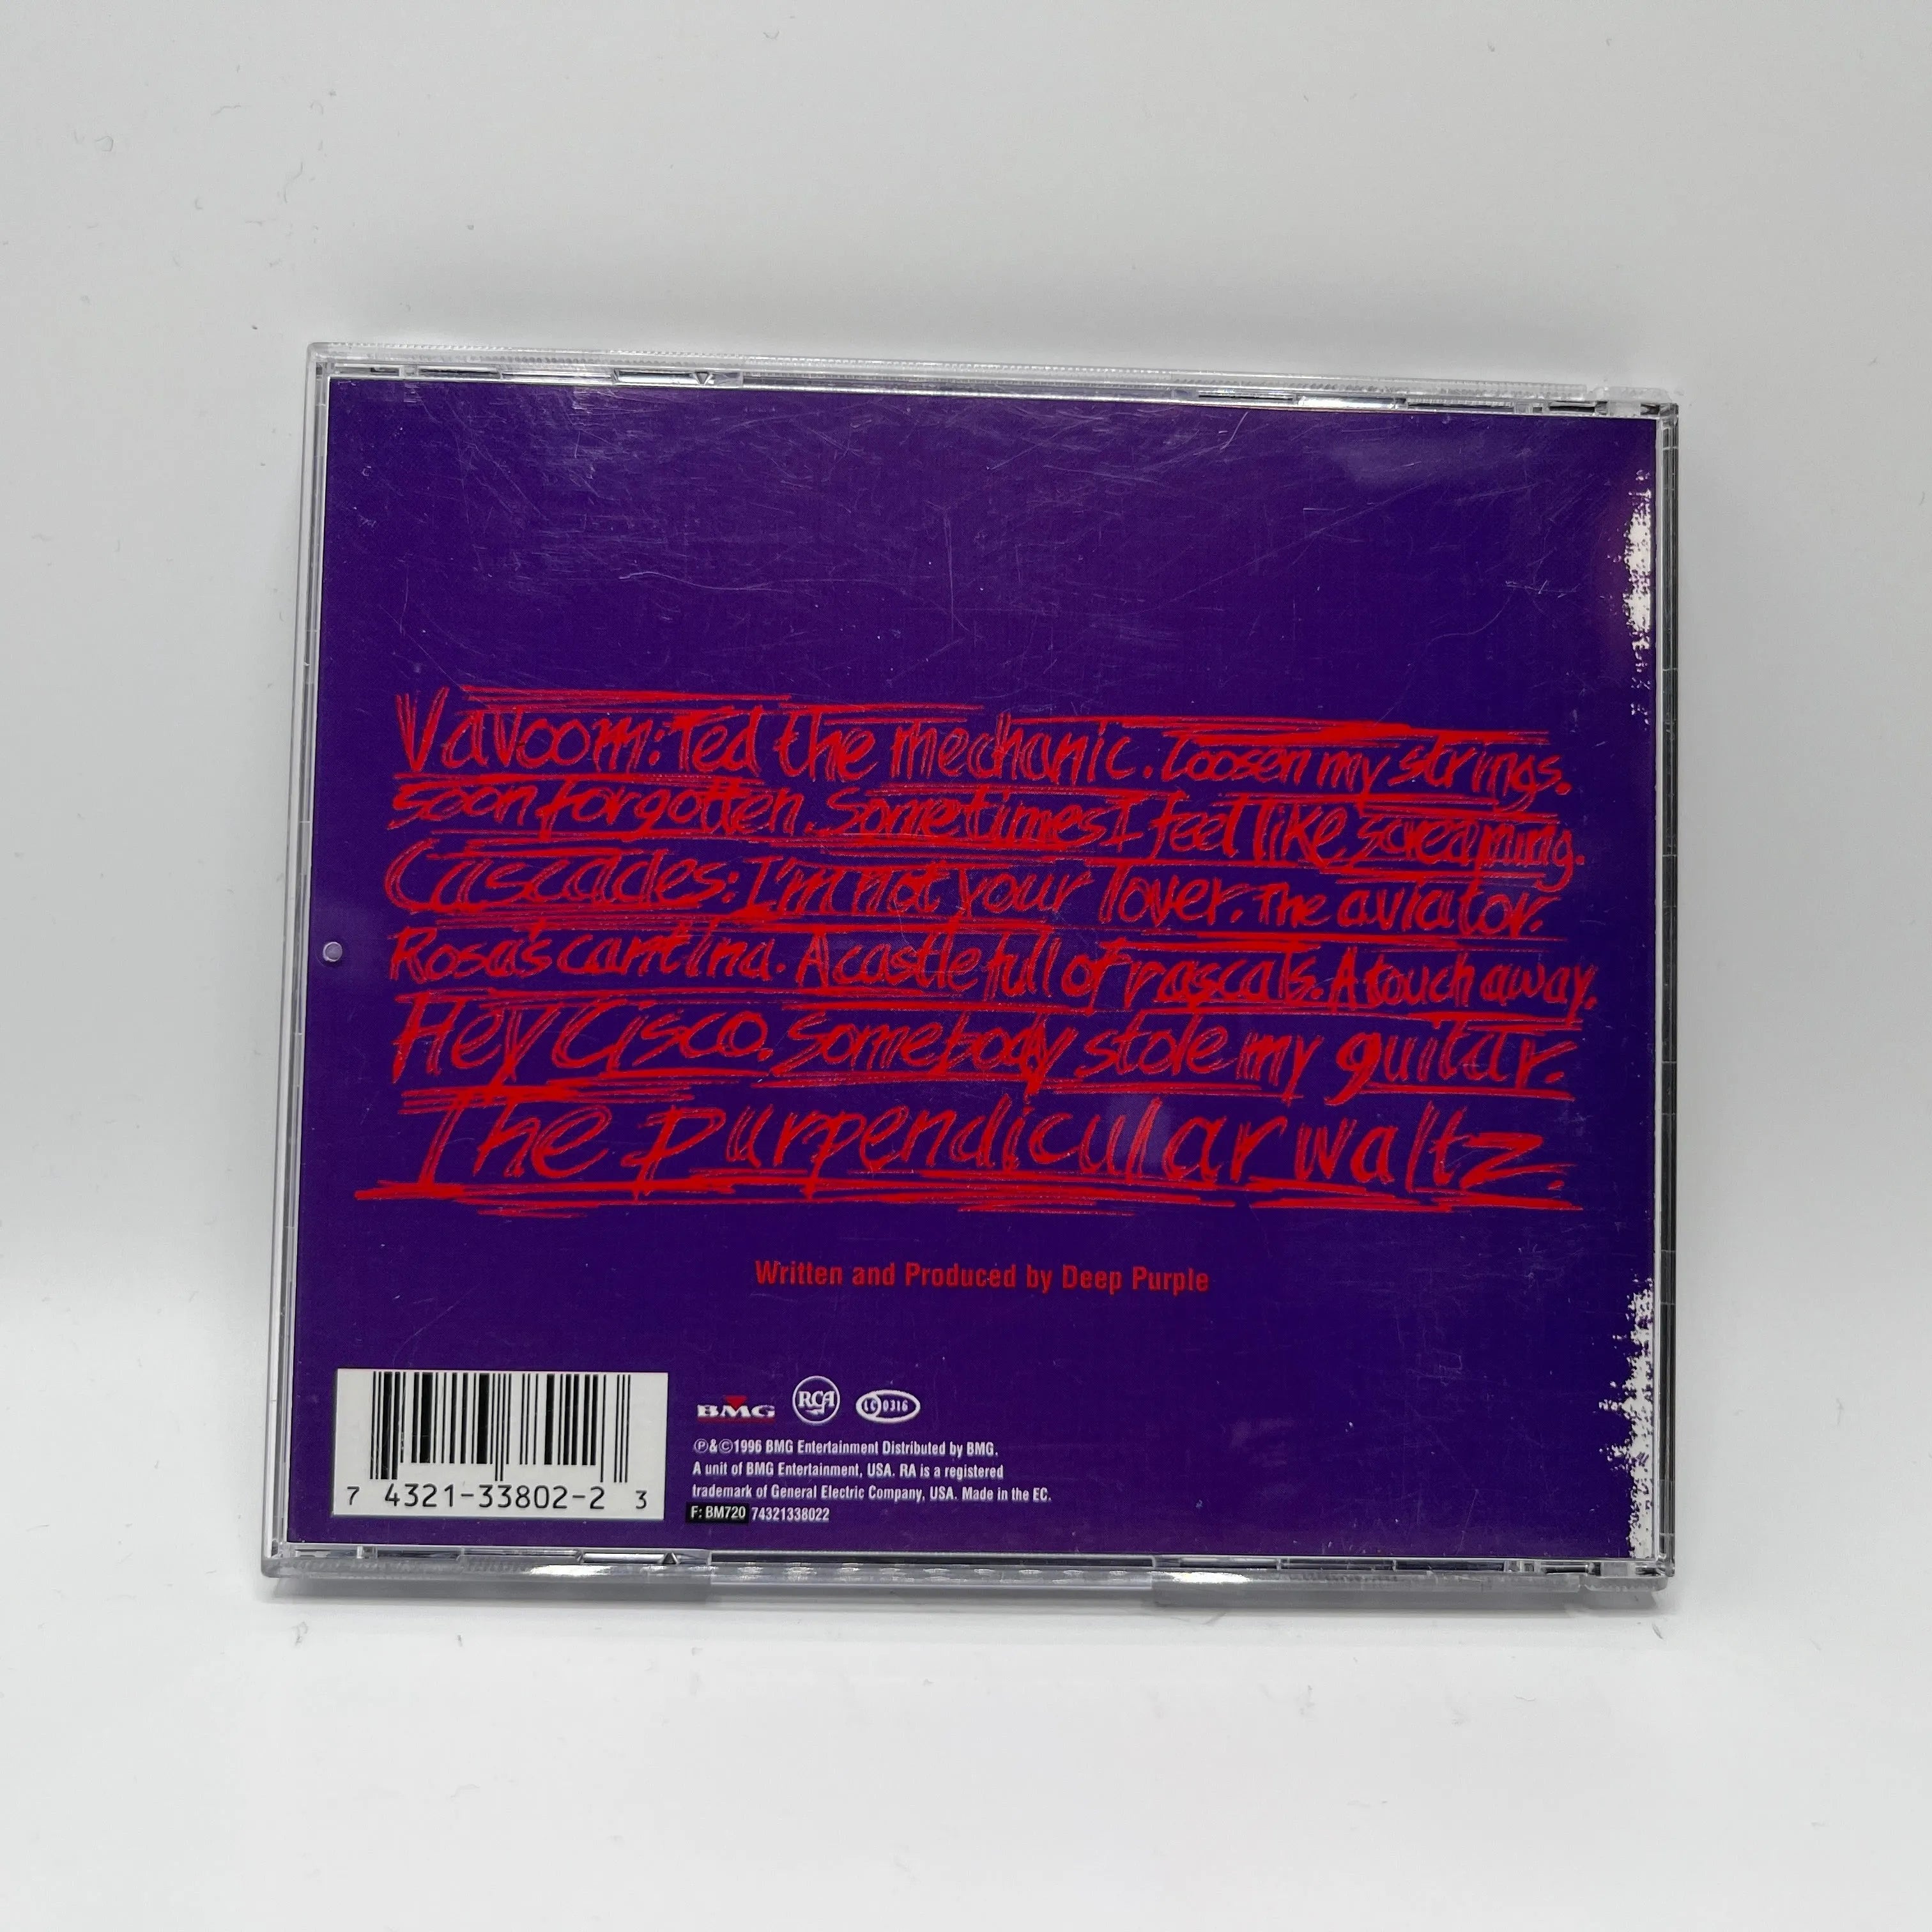 Vavoom: Ted the mechanic. Loosen my strings.
Soon forgotten. Sometimes I feel like screaming.
Cascades: I'm not your lover. The aviator.
Rosa's cantina. A castle full of rascals. A touch away.
Hey Cisco. Somebody stole my guitar.
The purpendicular waltz.
Written and Produced by Deep Purple
BMG RCA LC 0316
℗&©1996 BMG Entertainment Distributed by BMG.
A unit of BMG Entertainment, USA. RA is a registered
trademark of General Electric Company, USA. Made in the EC.
F: BM720 74321338022
7 4321-33802-2 3